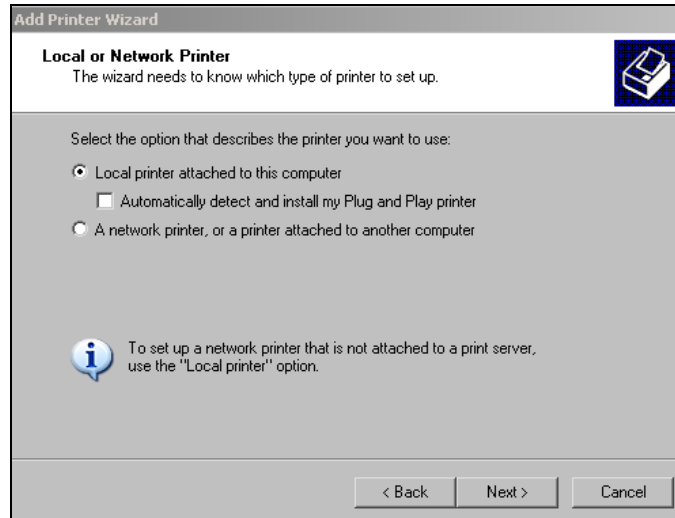 Add Printer Wizard
Local or Network Printer
The wizard needs to know which type of printer to set up.
Select the option that describes the printer you want to use:
Local printer attached to this computer
Automatically detect and install my Plug and Play printer
A network printer, or a printer attached to another computer
To set up a network printer that is not attached to a print server,
use the "Local printer" option.
< Back Next > Cancel